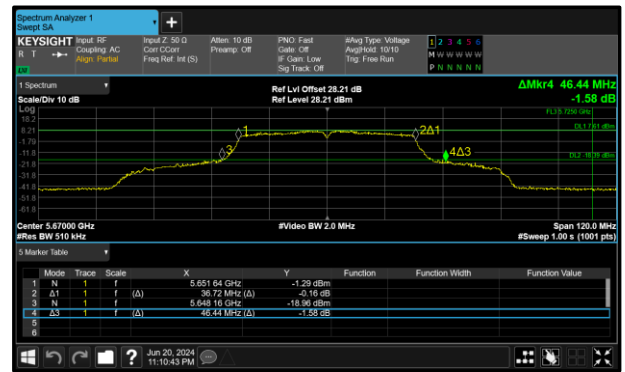 Spectrum Analyzer 1
Swept SA
+
KEYSIGHT Input: RF Input Z: 50 Ω Atten: 10 dB PNO: Fast #Avg Type: Voltage 1 2 3 4 5 6
R T Coupling: AC Corr CCorr Preamp: Off Gate: Off Avg|Hold: 10/10 M W W W W W
Align: Partial Freq Ref: Int (S) IF Gain: Low Trig: Free Run
Sig Track: Off P N N N N N
1 Spectrum Ref Lvl Offset 28.21 dB ΔMkr4 46.44 MHz
Scale/Div 10 dB Ref Level 28.21 dBm -1.58 dB
Log
18.2
8.21
-1.79
-11.8
-21.8
-31.8
-41.8
-51.8
-61.8
1
2Δ1
3
4Δ3
Center 5.67000 GHz #Video BW 2.0 MHz Span 120.0 MHz
#Res BW 510 kHz #Sweep 1.00 s (1001 pts)
5 Marker Table
Mode Trace Scale X Y Function Function Width Function Value
1 N 1 f 5.651 64 GHz -1.29 dBm
2 Δ1 1 f (Δ) 36.72 MHz (Δ) -0.16 dB
3 N 1 f 5.648 16 GHz -18.96 dBm
4 Δ3 1 f (Δ) 46.44 MHz (Δ) -1.58 dB
5
6
? Jun 20, 2024
11:10:43 PM